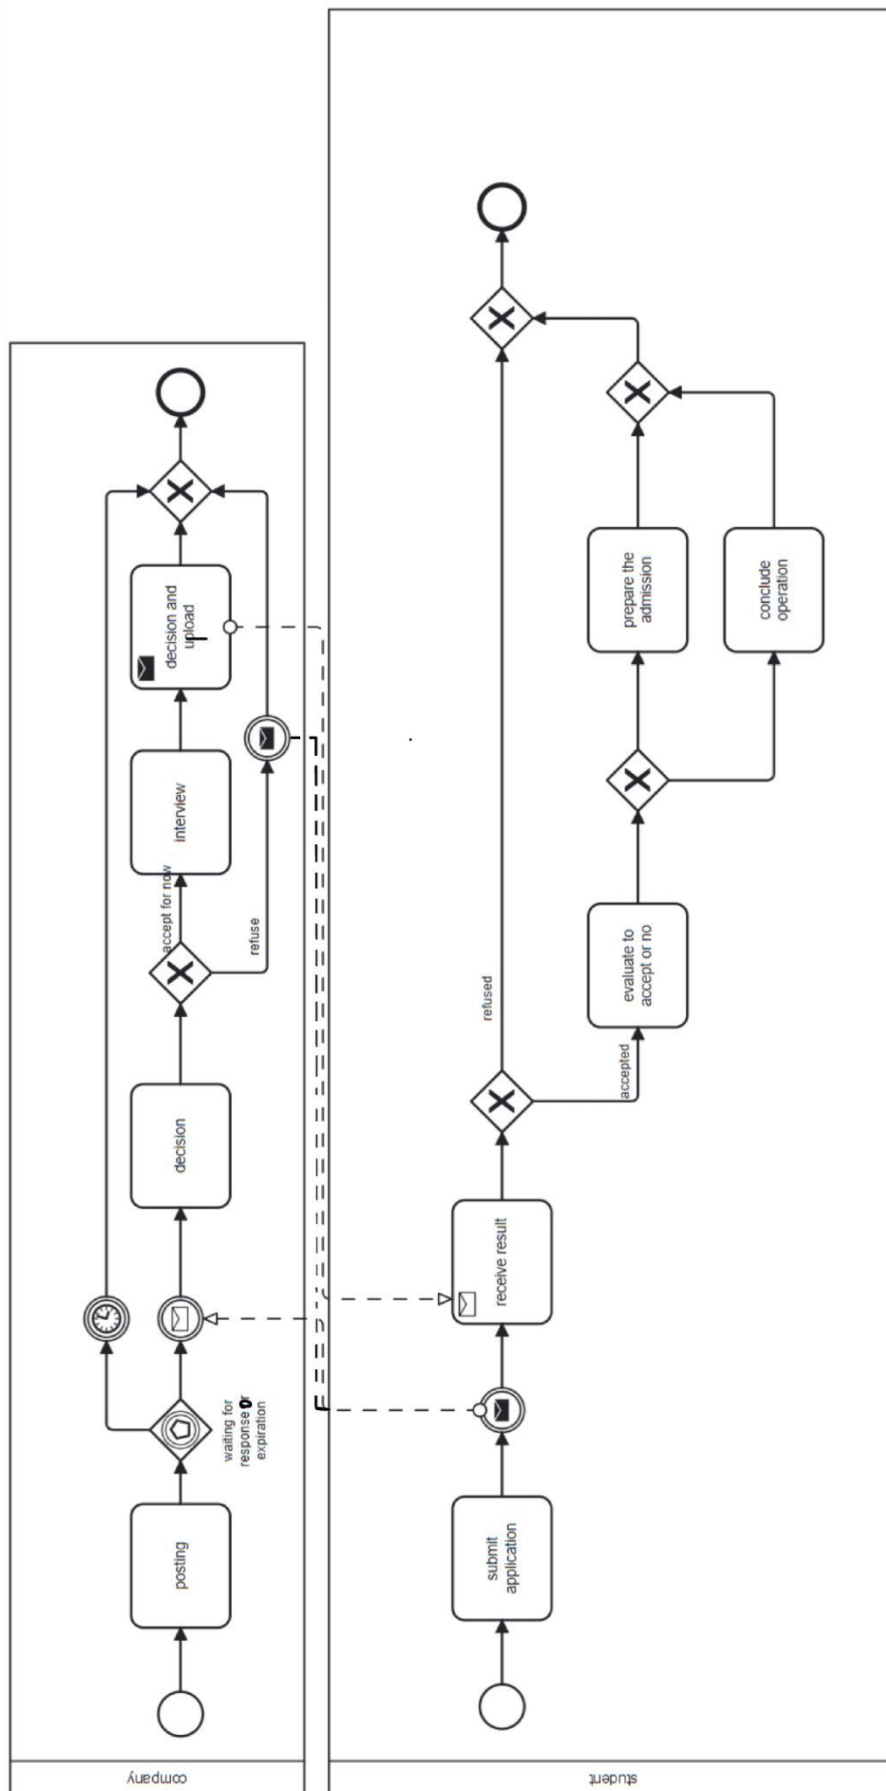 company
posting
waiting for
response or
expiration
decision
accept for now
refuse
interview
decision and
upload
student
submit
application
receive result
refused
accepted
evaluate to
accept or no
prepare the
admission
conclude
operation